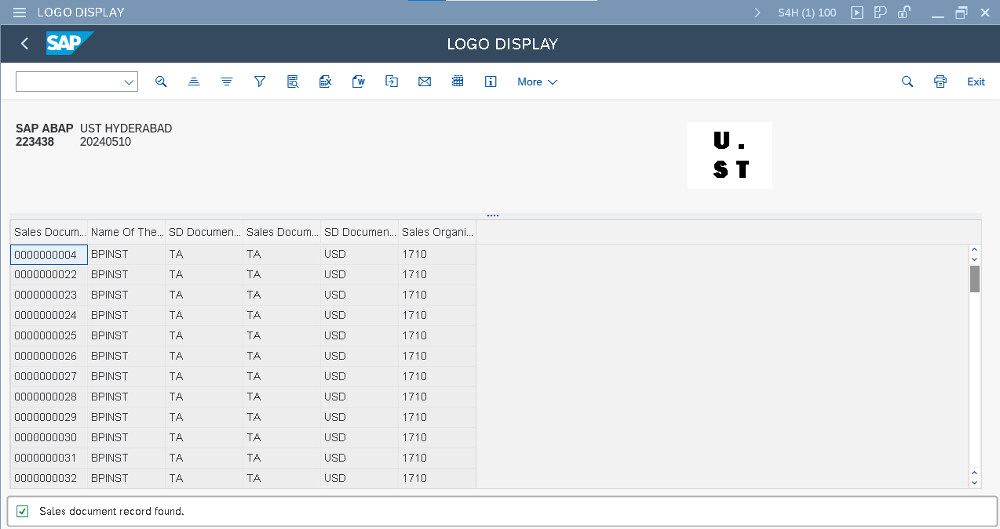 LOGO DISPLAY
S4H (1) 100
SAP
LOGO DISPLAY
More
Exit
SAP ABAP UST HYDERABAD
223438 20240510
U.
ST
Sales Docum... Name Of The... SD Documen... Sales Docum... SD Documen... Sales Organi...
0000000004 BPINST TA TA USD 1710
0000000022 BPINST TA TA USD 1710
0000000023 BPINST TA TA USD 1710
0000000024 BPINST TA TA USD 1710
0000000025 BPINST TA TA USD 1710
0000000026 BPINST TA TA USD 1710
0000000027 BPINST TA TA USD 1710
0000000028 BPINST TA TA USD 1710
0000000029 BPINST TA TA USD 1710
0000000030 BPINST TA TA USD 1710
0000000031 BPINST TA TA USD 1710
0000000032 BPINST TA TA USD 1710
Sales document record found.